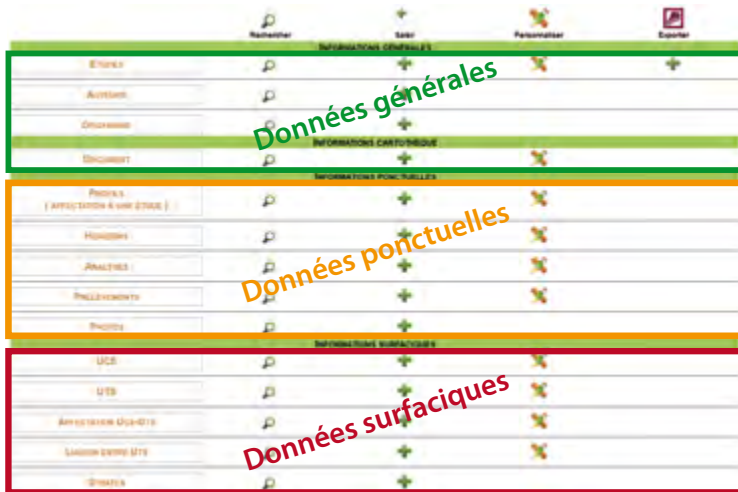 Rechercher Saisir Personnaliser Exporter
INFORMATIONS GÉNÉRALES
ETUDES
AUTEURS
ORGANISME
Données générales
INFORMATIONS CARTOTHÈQUE
DOCUMENT
INFORMATIONS PONCTUELLES
PROFILS
( AFFECTATION À UNE ÉTUDE )
HORIZONS
Données ponctuelles
ANALYSES
PRÉLÈVEMENTS
PHOTOS
INFORMATIONS SURFACIQUES
UCS
UTS
Données surfaciques
AFFECTATION UCS-UTS
LIAISON ENTRE UTS
STRATES